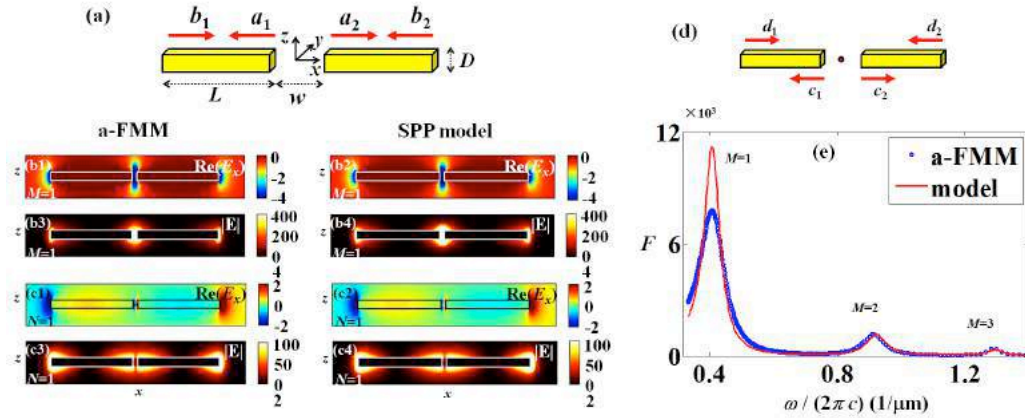 (a)
b1 a1 a2 b2
z y x
L w D
a-FMM SPP model
(b1) Re(Ex) M=1 z 0 -2 -4
(b2) Re(Ex) M=1 z 0 -2 -4
(b3) |E| M=1 z 400 200 0
(b4) |E| M=1 z 400 200 0
(c1) Re(Ex) N=1 z 4 2 0 -2
(c2) Re(Ex) N=1 z 4 2 0 -2
(c3) |E| N=1 z 100 50 0
(c4) |E| N=1 z 100 50 0
x x
2 2
(d)
d1 d2
c1 c2
×10³
(e)
a-FMM
model
M=1
M=2
M=3
F
12
6
0
0.4 0.8 1.2
ω / (2π c) (1/μm)